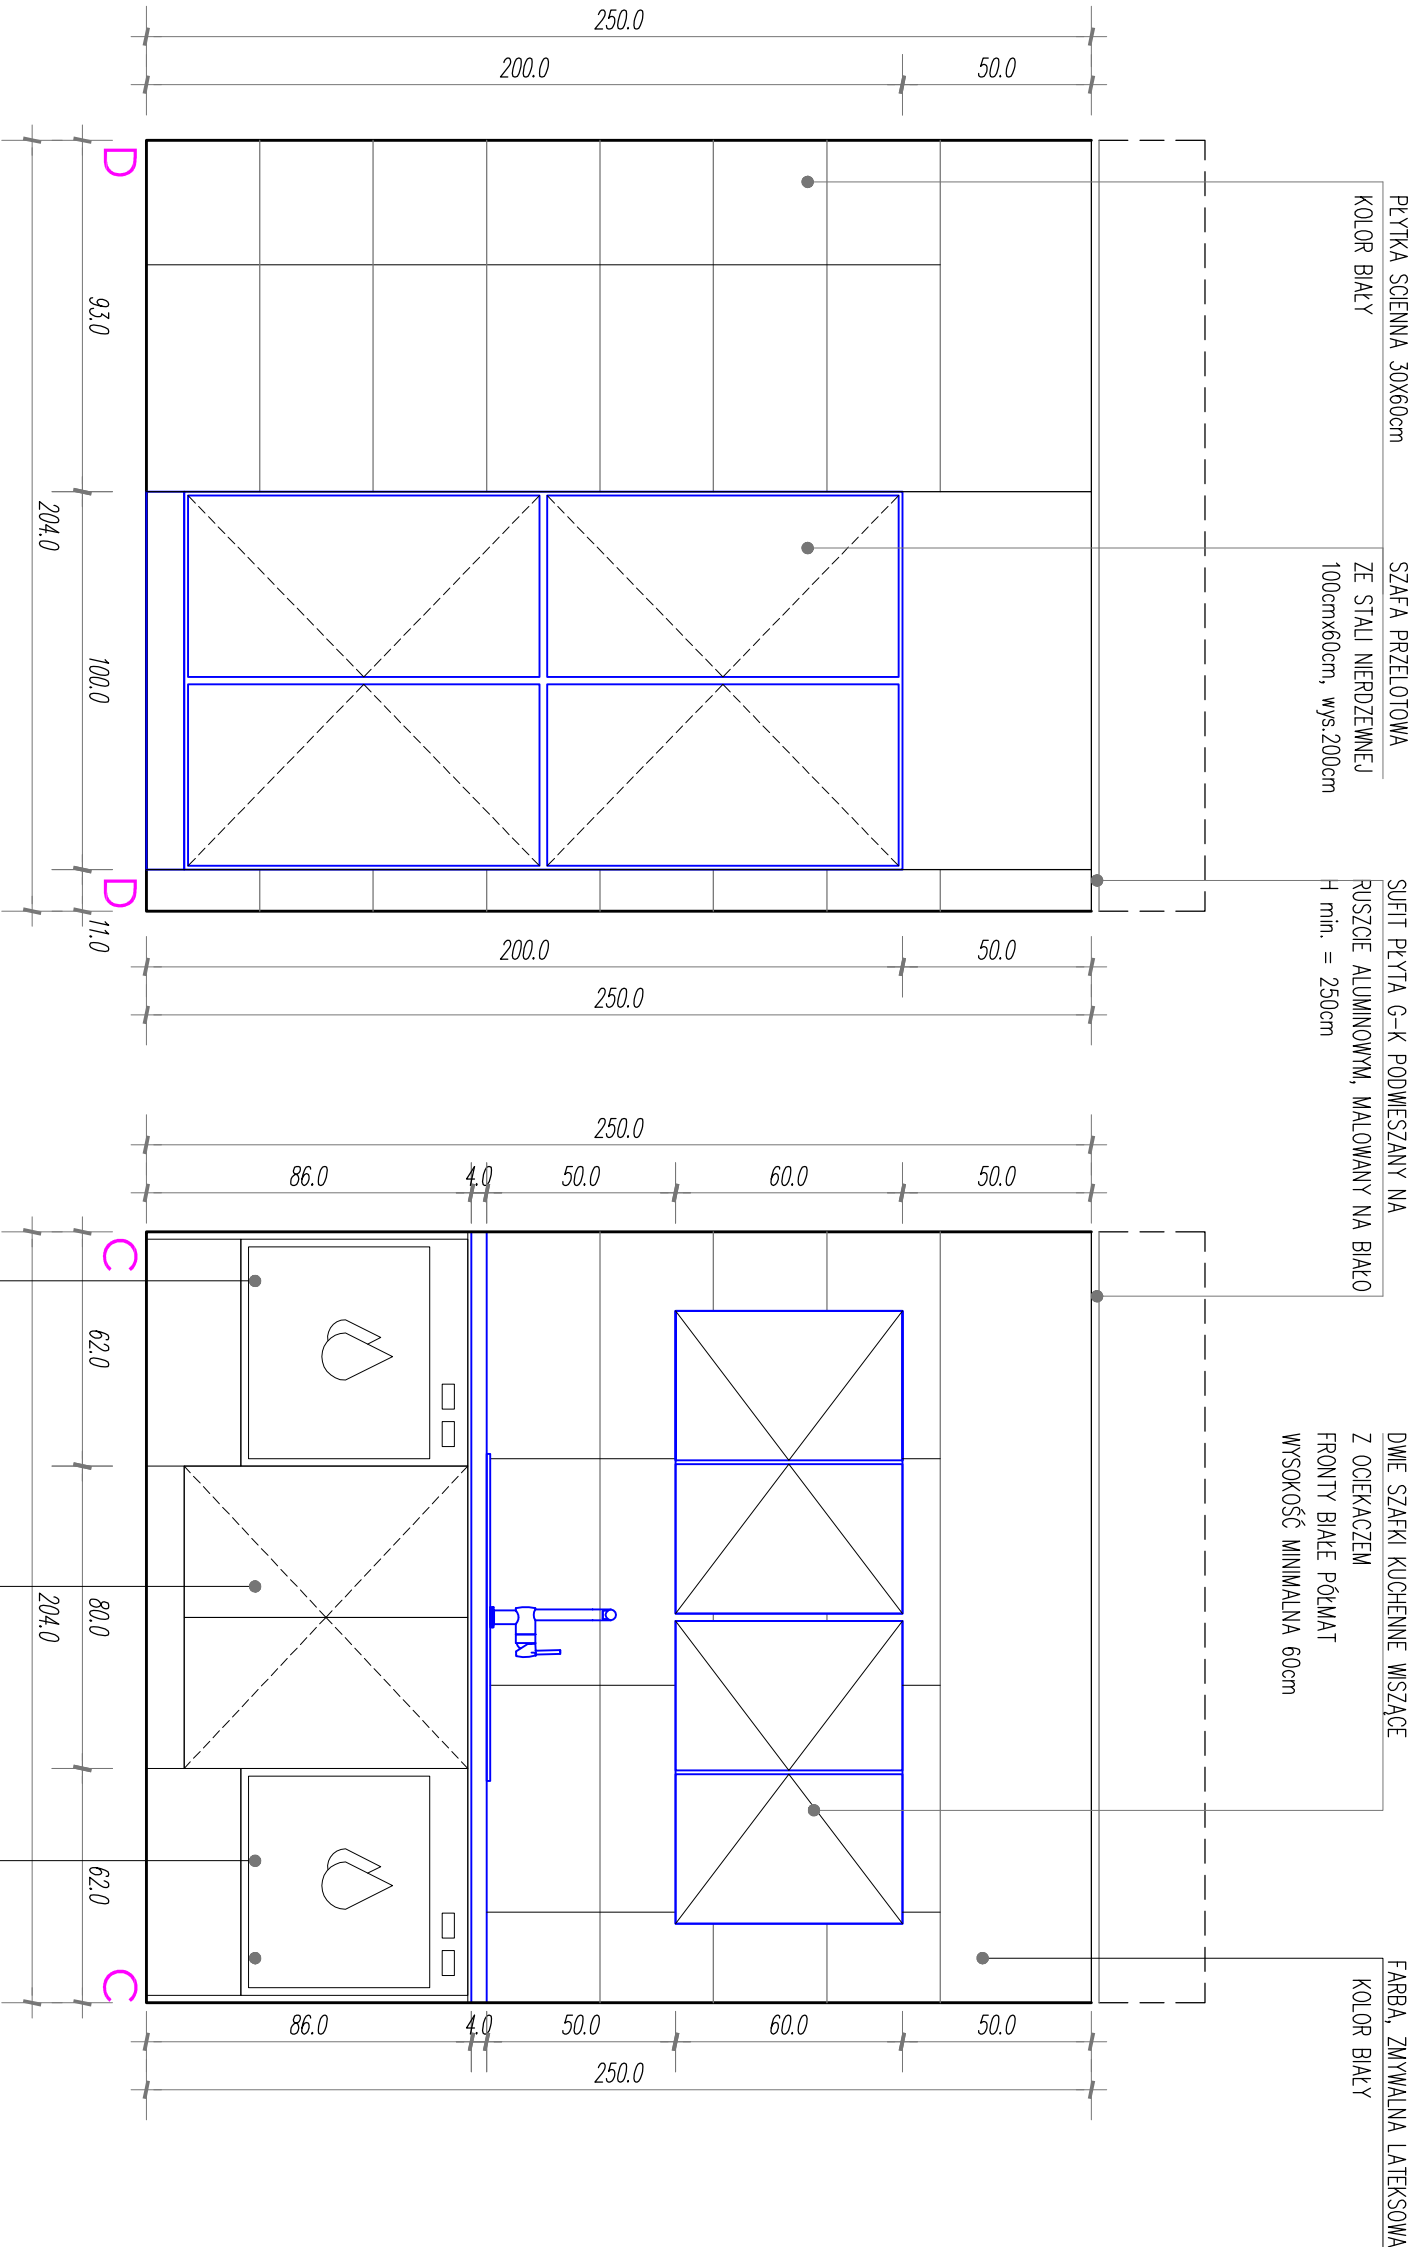 PŁYTKA SCIENNA 30X60cm
KOLOR BIAŁY
SZAFA PRZELOTOWA
ZE STALI NIERDZEWNEJ
100cmx60cm, wys.200cm
SUFIT PŁYTA G-K PODWIESZANY NA
RUSZCIE ALUMINOWYM, MALOWANY NA BIAŁO
H min. = 250cm
DWIE SZAFKI KUCHENNE WISZĄCE
Z OCIEKACZEM
FRONTY BIAŁE PÓŁMAT
WYSOKOŚĆ MINIMALNA 60cm
FARBA, ZMYWALNA LATEKSOWA
KOLOR BIAŁY
250.0
200.0
50.0
200.0
50.0
250.0
D
D
93.0
100.0
11.0
204.0
250.0
86.0
4.0
50.0
60.0
50.0
86.0
4.0
50.0
60.0
50.0
250.0
C
C
62.0
80.0
62.0
204.0